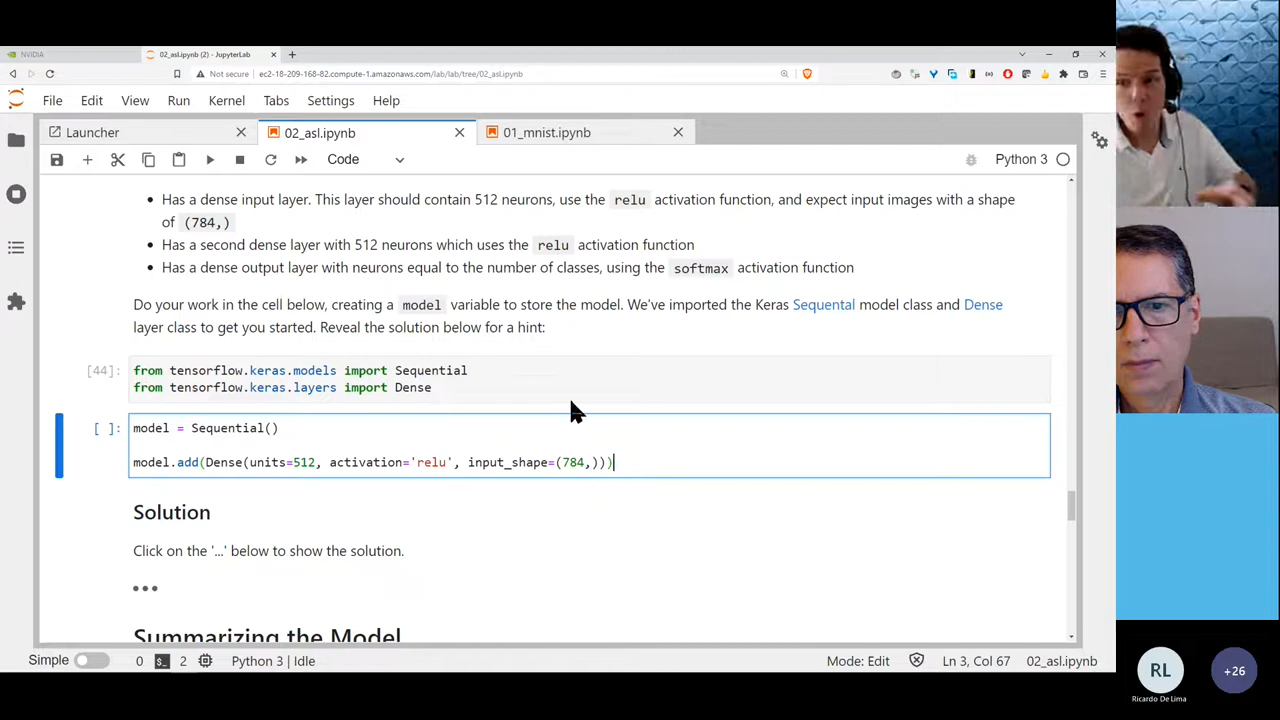 NVIDIA
02_asl.ipynb (2) - JupyterLab
Not secure ec2-18-209-168-82.compute-1.amazonaws.com/lab/lab/tree/02_asl.ipynb
File Edit View Run Kernel Tabs Settings Help
Launcher
02_asl.ipynb
01_mnist.ipynb
Code
Python 3
Has a dense input layer. This layer should contain 512 neurons, use the relu activation function, and expect input images with a shape
of (784,)
Has a second dense layer with 512 neurons which uses the relu activation function
Has a dense output layer with neurons equal to the number of classes, using the softmax activation function
Do your work in the cell below, creating a model variable to store the model. We've imported the Keras Sequental model class and Dense
layer class to get you started. Reveal the solution below for a hint:
[44]: from tensorflow.keras.models import Sequential
from tensorflow.keras.layers import Dense
[ ]: model = Sequential()
model.add(Dense(units=512, activation='relu', input_shape=(784,)))
Solution
Click on the '...' below to show the solution.
•••
Summarizing the Model
Simple 0 $_ 2 Python 3 | Idle Mode: Edit Ln 3, Col 67 02_asl.ipynb
RL
Ricardo De Lima
+26